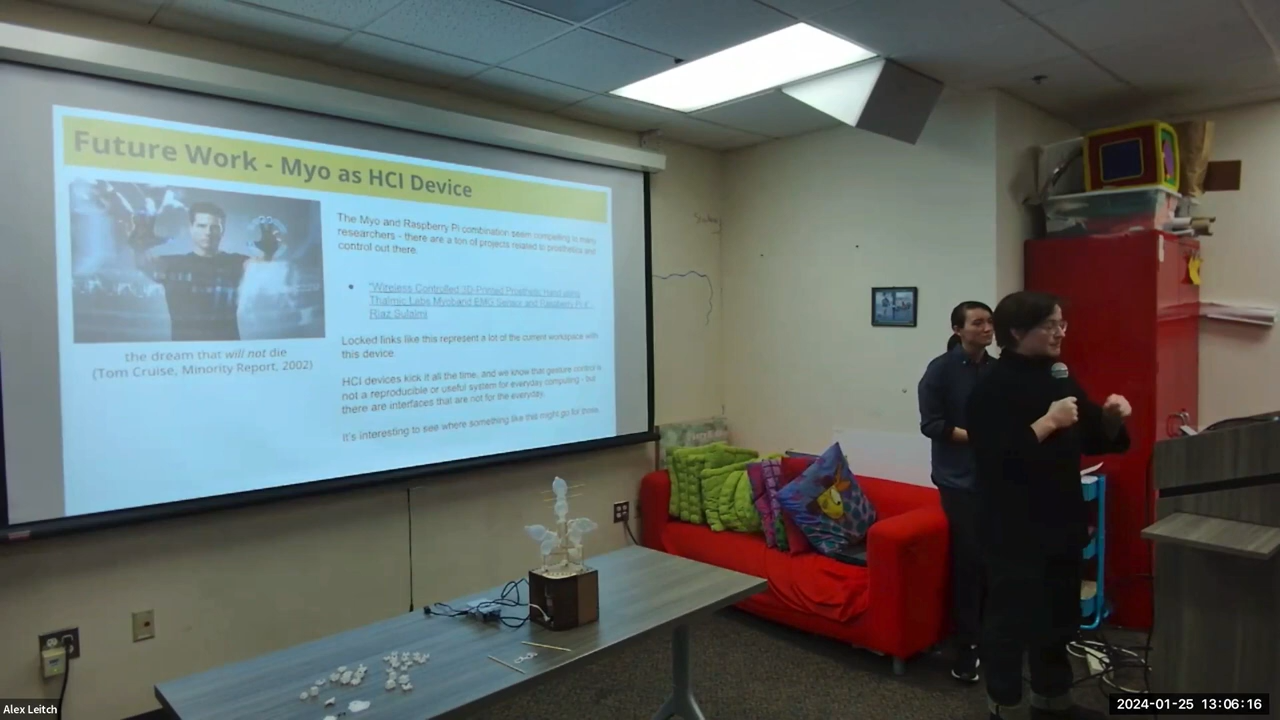 Future Work - Myo as HCI Device
The Myo and Raspberry Pi combination seem compelling to many
researchers - there are a ton of projects related to prosthetics and
control out there.
"Wireless Controlled 3D-Printed Prosthetic Hand using
Thalmic Labs Myoband EMG Sensor and Raspberry Pi
Riaz Sulaimi
Locked links like this represent a lot of the current workspace with
this device.
the dream that will not die
(Tom Cruise, Minority Report, 2002)
HCI devices kick it all the time, and we know that gesture control is
not a reproducible or useful system for everyday computing - but
there are interfaces that are not for the everyday.
It's interesting to see where something like this might go for those.
Alex Leitch
2024-01-25 13:06:16